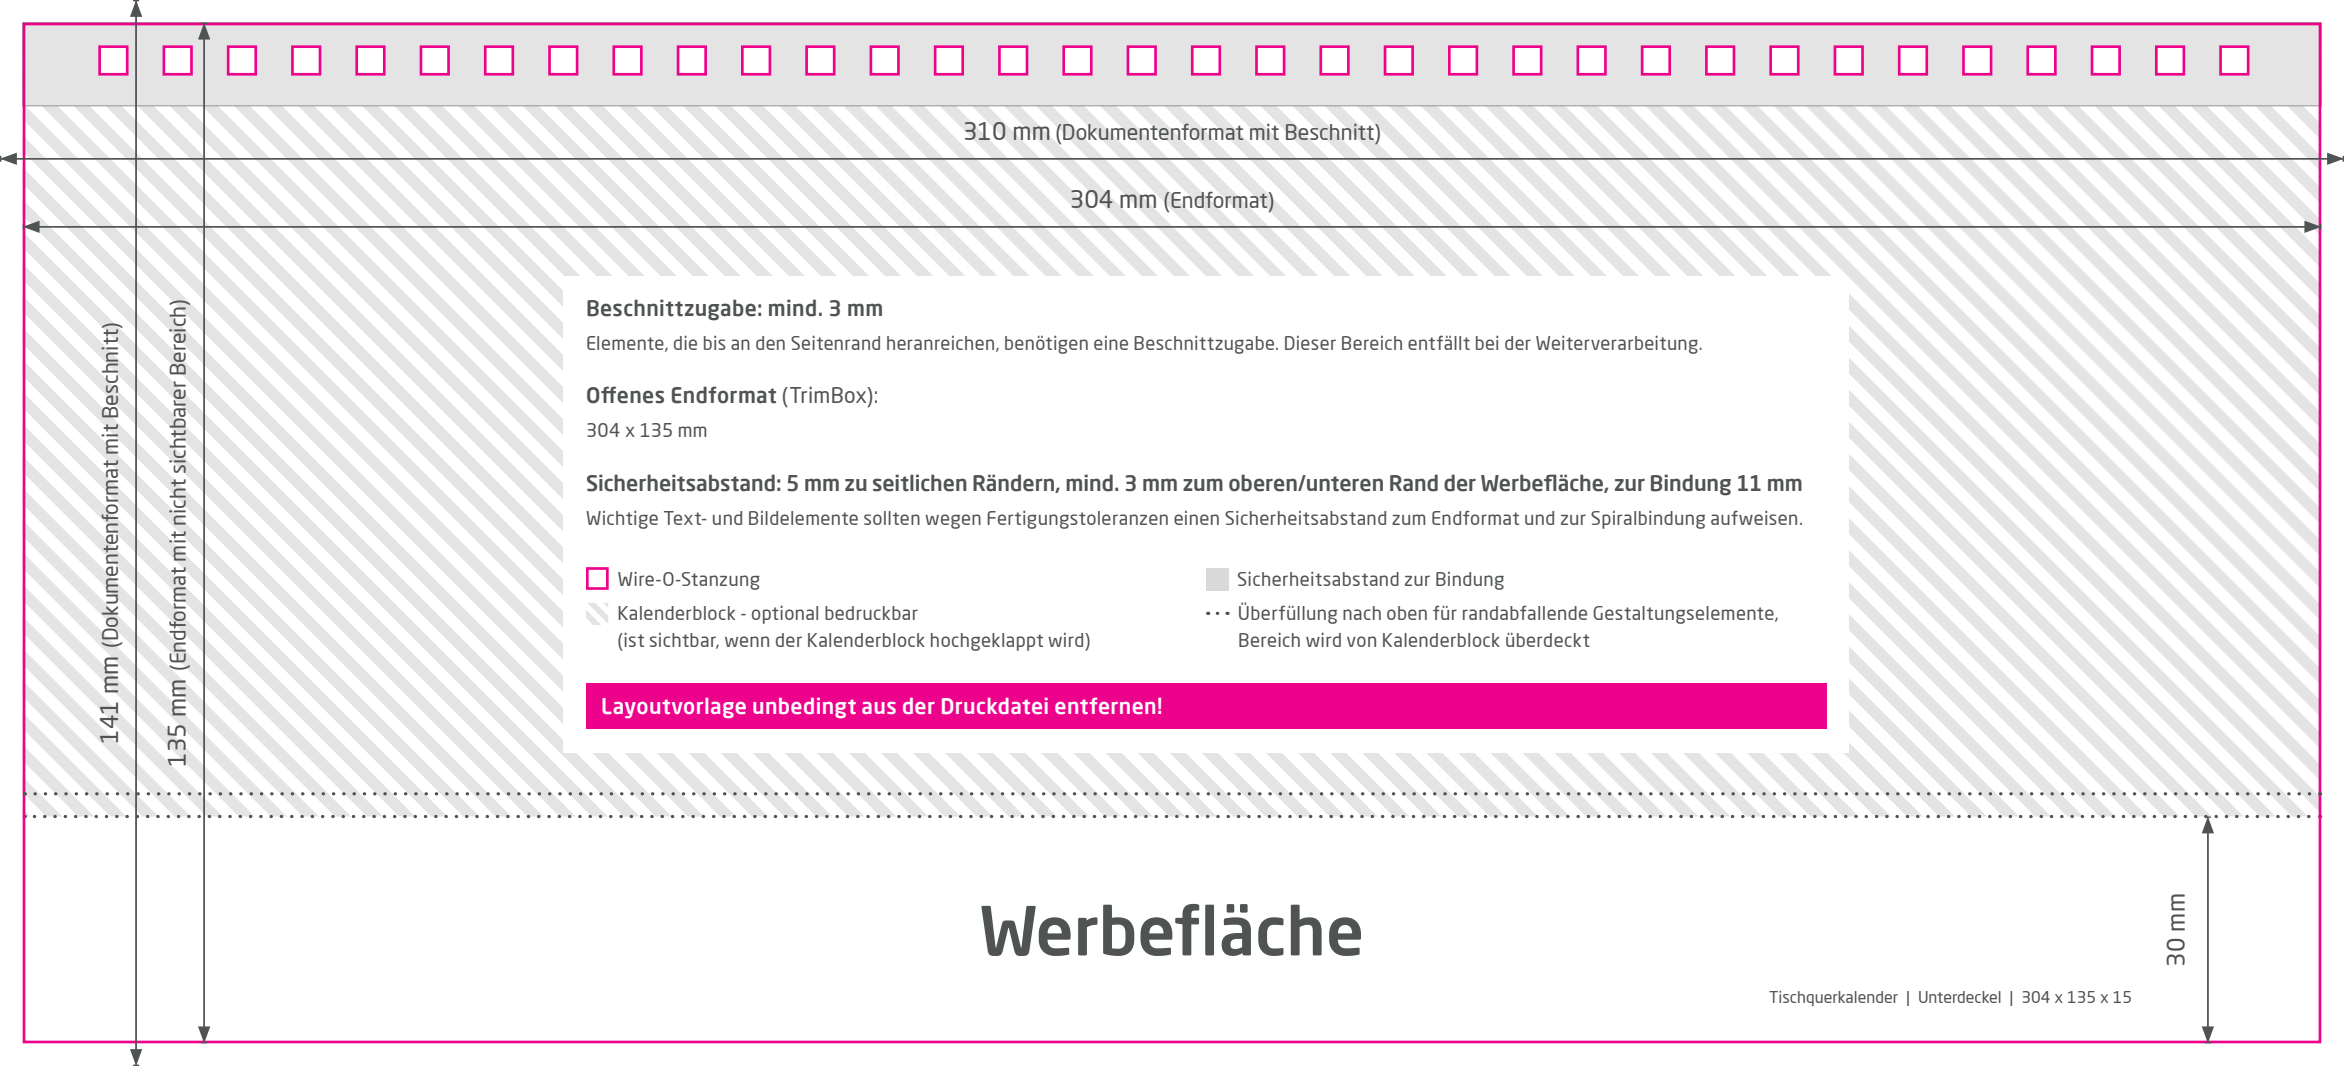 310 mm (Dokumentenformat mit Beschnitt)
304 mm (Endformat)
141 mm (Dokumentenformat mit Beschnitt)
135 mm (Endformat mit nicht sichtbarer Bereich)
Beschnittzugabe: mind. 3 mm
Elemente, die bis an den Seitenrand heranreichen, benötigen eine Beschnittzugabe. Dieser Bereich entfällt bei der Weiterverarbeitung.
Offenes Endformat (TrimBox):
304 x 135 mm
Sicherheitsabstand: 5 mm zu seitlichen Rändern, mind. 3 mm zum oberen/unteren Rand der Werbefläche, zur Bindung 11 mm
Wichtige Text- und Bildelemente sollten wegen Fertigungstoleranzen einen Sicherheitsabstand zum Endformat und zur Spiralbindung aufweisen.
Wire-O-Stanzung
Kalenderblock - optional bedruckbar
(ist sichtbar, wenn der Kalenderblock hochgeklappt wird)
Sicherheitsabstand zur Bindung
Überfüllung nach oben für randabfallende Gestaltungselemente,
Bereich wird von Kalenderblock überdeckt
Layoutvorlage unbedingt aus der Druckdatei entfernen!
Werbefläche
30 mm
Tischquerkalender | Unterdeckel | 304 x 135 x 15